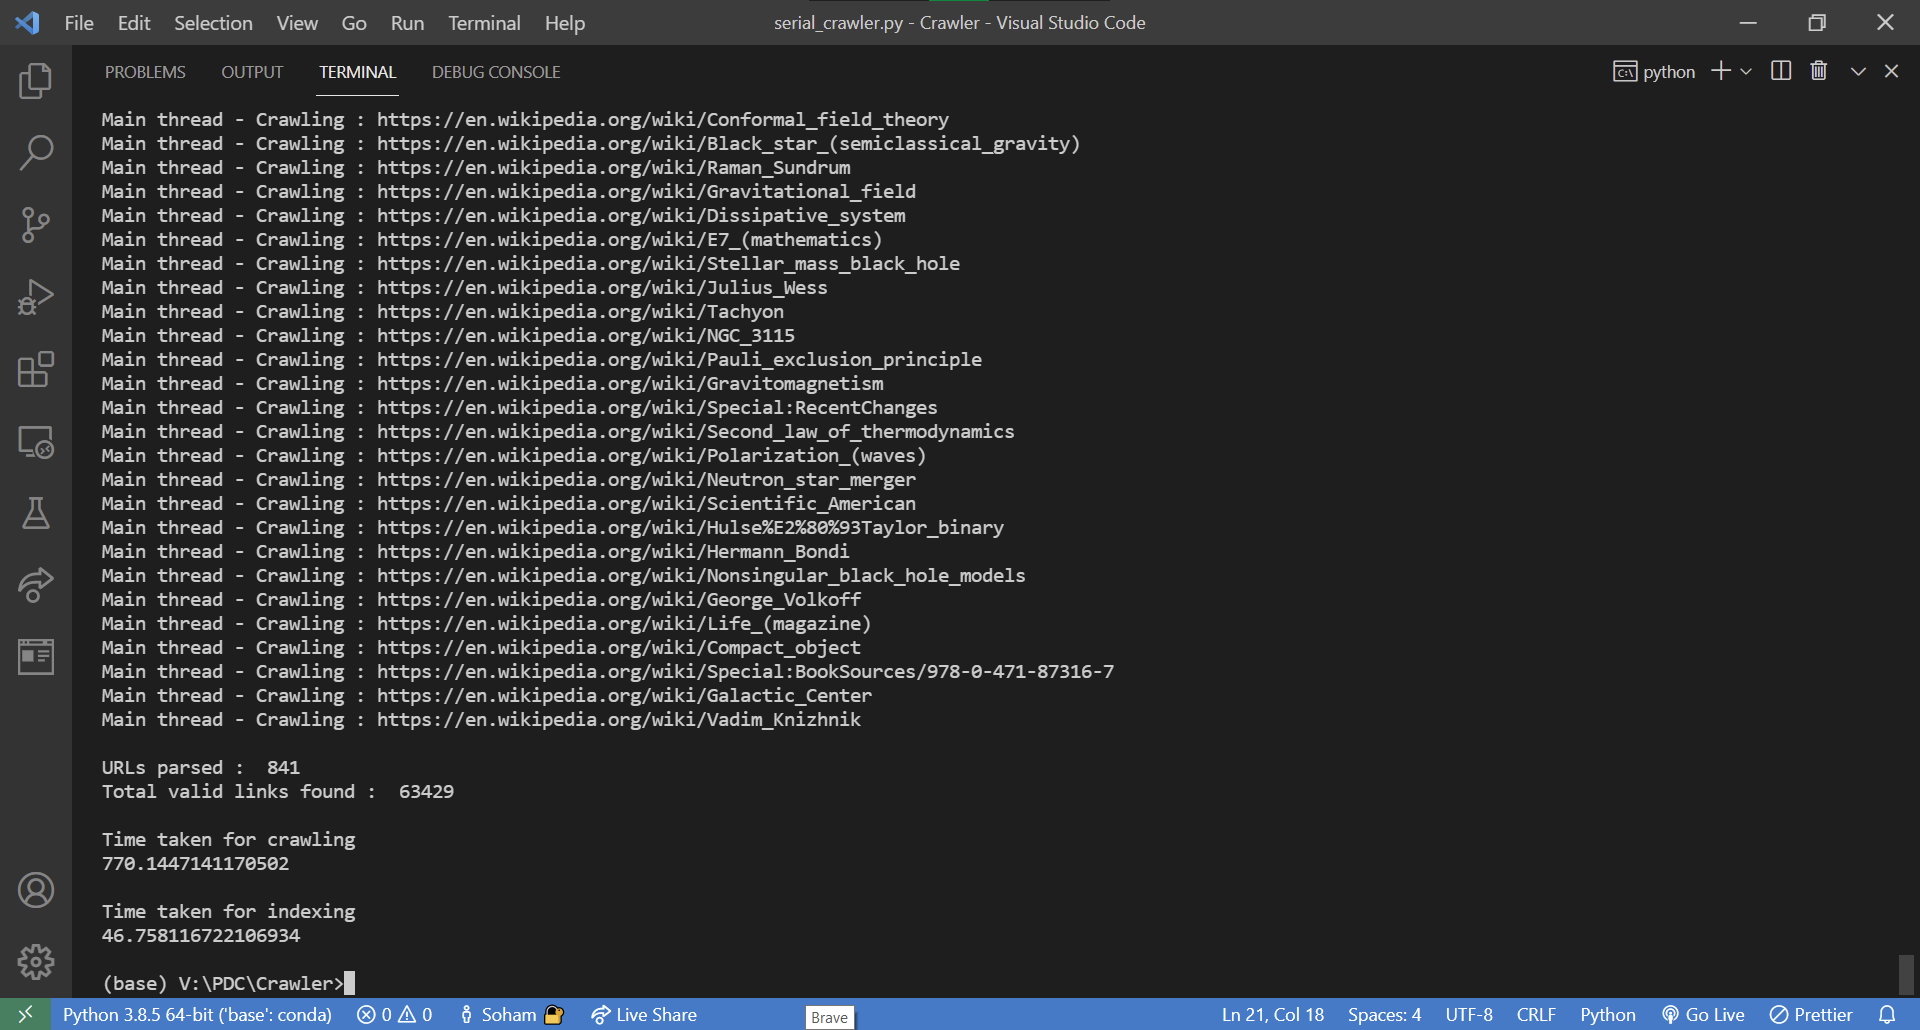 File Edit Selection View Go Run Terminal Help serial_crawler.py - Crawler - Visual Studio Code
PROBLEMS OUTPUT TERMINAL DEBUG CONSOLE python
Main thread - Crawling : https://en.wikipedia.org/wiki/Conformal_field_theory
Main thread - Crawling : https://en.wikipedia.org/wiki/Black_star_(semiclassical_gravity)
Main thread - Crawling : https://en.wikipedia.org/wiki/Raman_Sundrum
Main thread - Crawling : https://en.wikipedia.org/wiki/Gravitational_field
Main thread - Crawling : https://en.wikipedia.org/wiki/Dissipative_system
Main thread - Crawling : https://en.wikipedia.org/wiki/E7_(mathematics)
Main thread - Crawling : https://en.wikipedia.org/wiki/Stellar_mass_black_hole
Main thread - Crawling : https://en.wikipedia.org/wiki/Julius_Wess
Main thread - Crawling : https://en.wikipedia.org/wiki/Tachyon
Main thread - Crawling : https://en.wikipedia.org/wiki/NGC_3115
Main thread - Crawling : https://en.wikipedia.org/wiki/Pauli_exclusion_principle
Main thread - Crawling : https://en.wikipedia.org/wiki/Gravitomagnetism
Main thread - Crawling : https://en.wikipedia.org/wiki/Special:RecentChanges
Main thread - Crawling : https://en.wikipedia.org/wiki/Second_law_of_thermodynamics
Main thread - Crawling : https://en.wikipedia.org/wiki/Polarization_(waves)
Main thread - Crawling : https://en.wikipedia.org/wiki/Neutron_star_merger
Main thread - Crawling : https://en.wikipedia.org/wiki/Scientific_American
Main thread - Crawling : https://en.wikipedia.org/wiki/Hulse%E2%80%93Taylor_binary
Main thread - Crawling : https://en.wikipedia.org/wiki/Hermann_Bondi
Main thread - Crawling : https://en.wikipedia.org/wiki/Nonsingular_black_hole_models
Main thread - Crawling : https://en.wikipedia.org/wiki/George_Volkoff
Main thread - Crawling : https://en.wikipedia.org/wiki/Life_(magazine)
Main thread - Crawling : https://en.wikipedia.org/wiki/Compact_object
Main thread - Crawling : https://en.wikipedia.org/wiki/Special:BookSources/978-0-471-87316-7
Main thread - Crawling : https://en.wikipedia.org/wiki/Galactic_Center
Main thread - Crawling : https://en.wikipedia.org/wiki/Vadim_Knizhnik
URLs parsed :  841
Total valid links found :  63429
Time taken for crawling
770.1447141170502
Time taken for indexing
46.758116722106934
(base) V:\PDC\Crawler>
Python 3.8.5 64-bit ('base': conda) 0 0 Soham Live Share Brave Ln 21, Col 18 Spaces: 4 UTF-8 CRLF Python Go Live Prettier